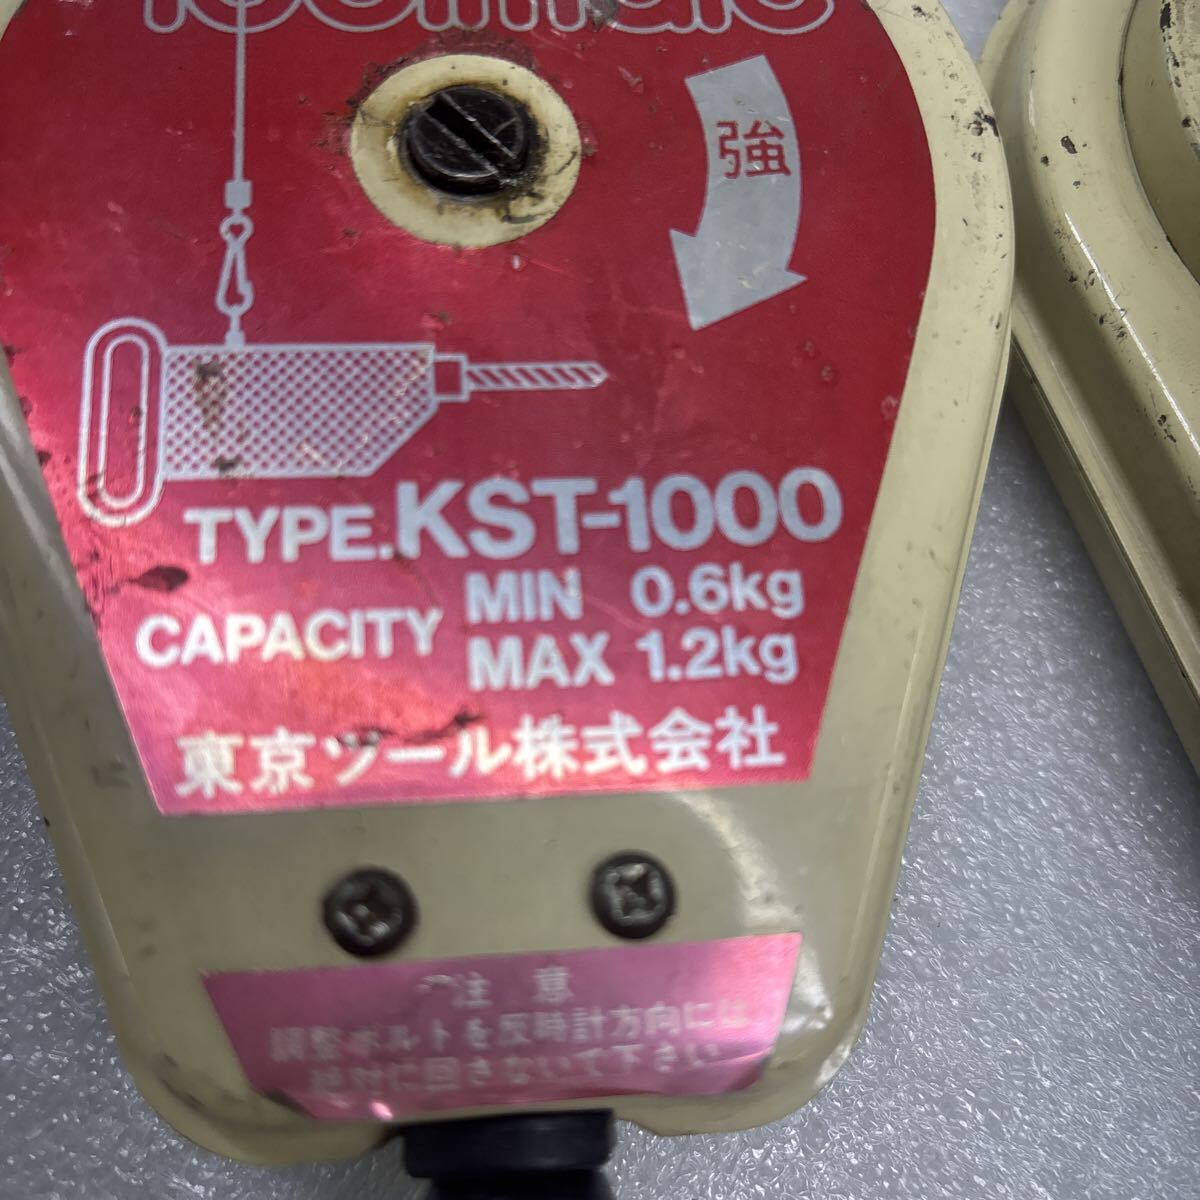 強
TYPE.KST-1000
CAPACITY
MIN 0.6kg
MAX 1.2kg
東京ツール株式会社
注意
調整ボルトを反時計方向には
絶対に回さないで下さい